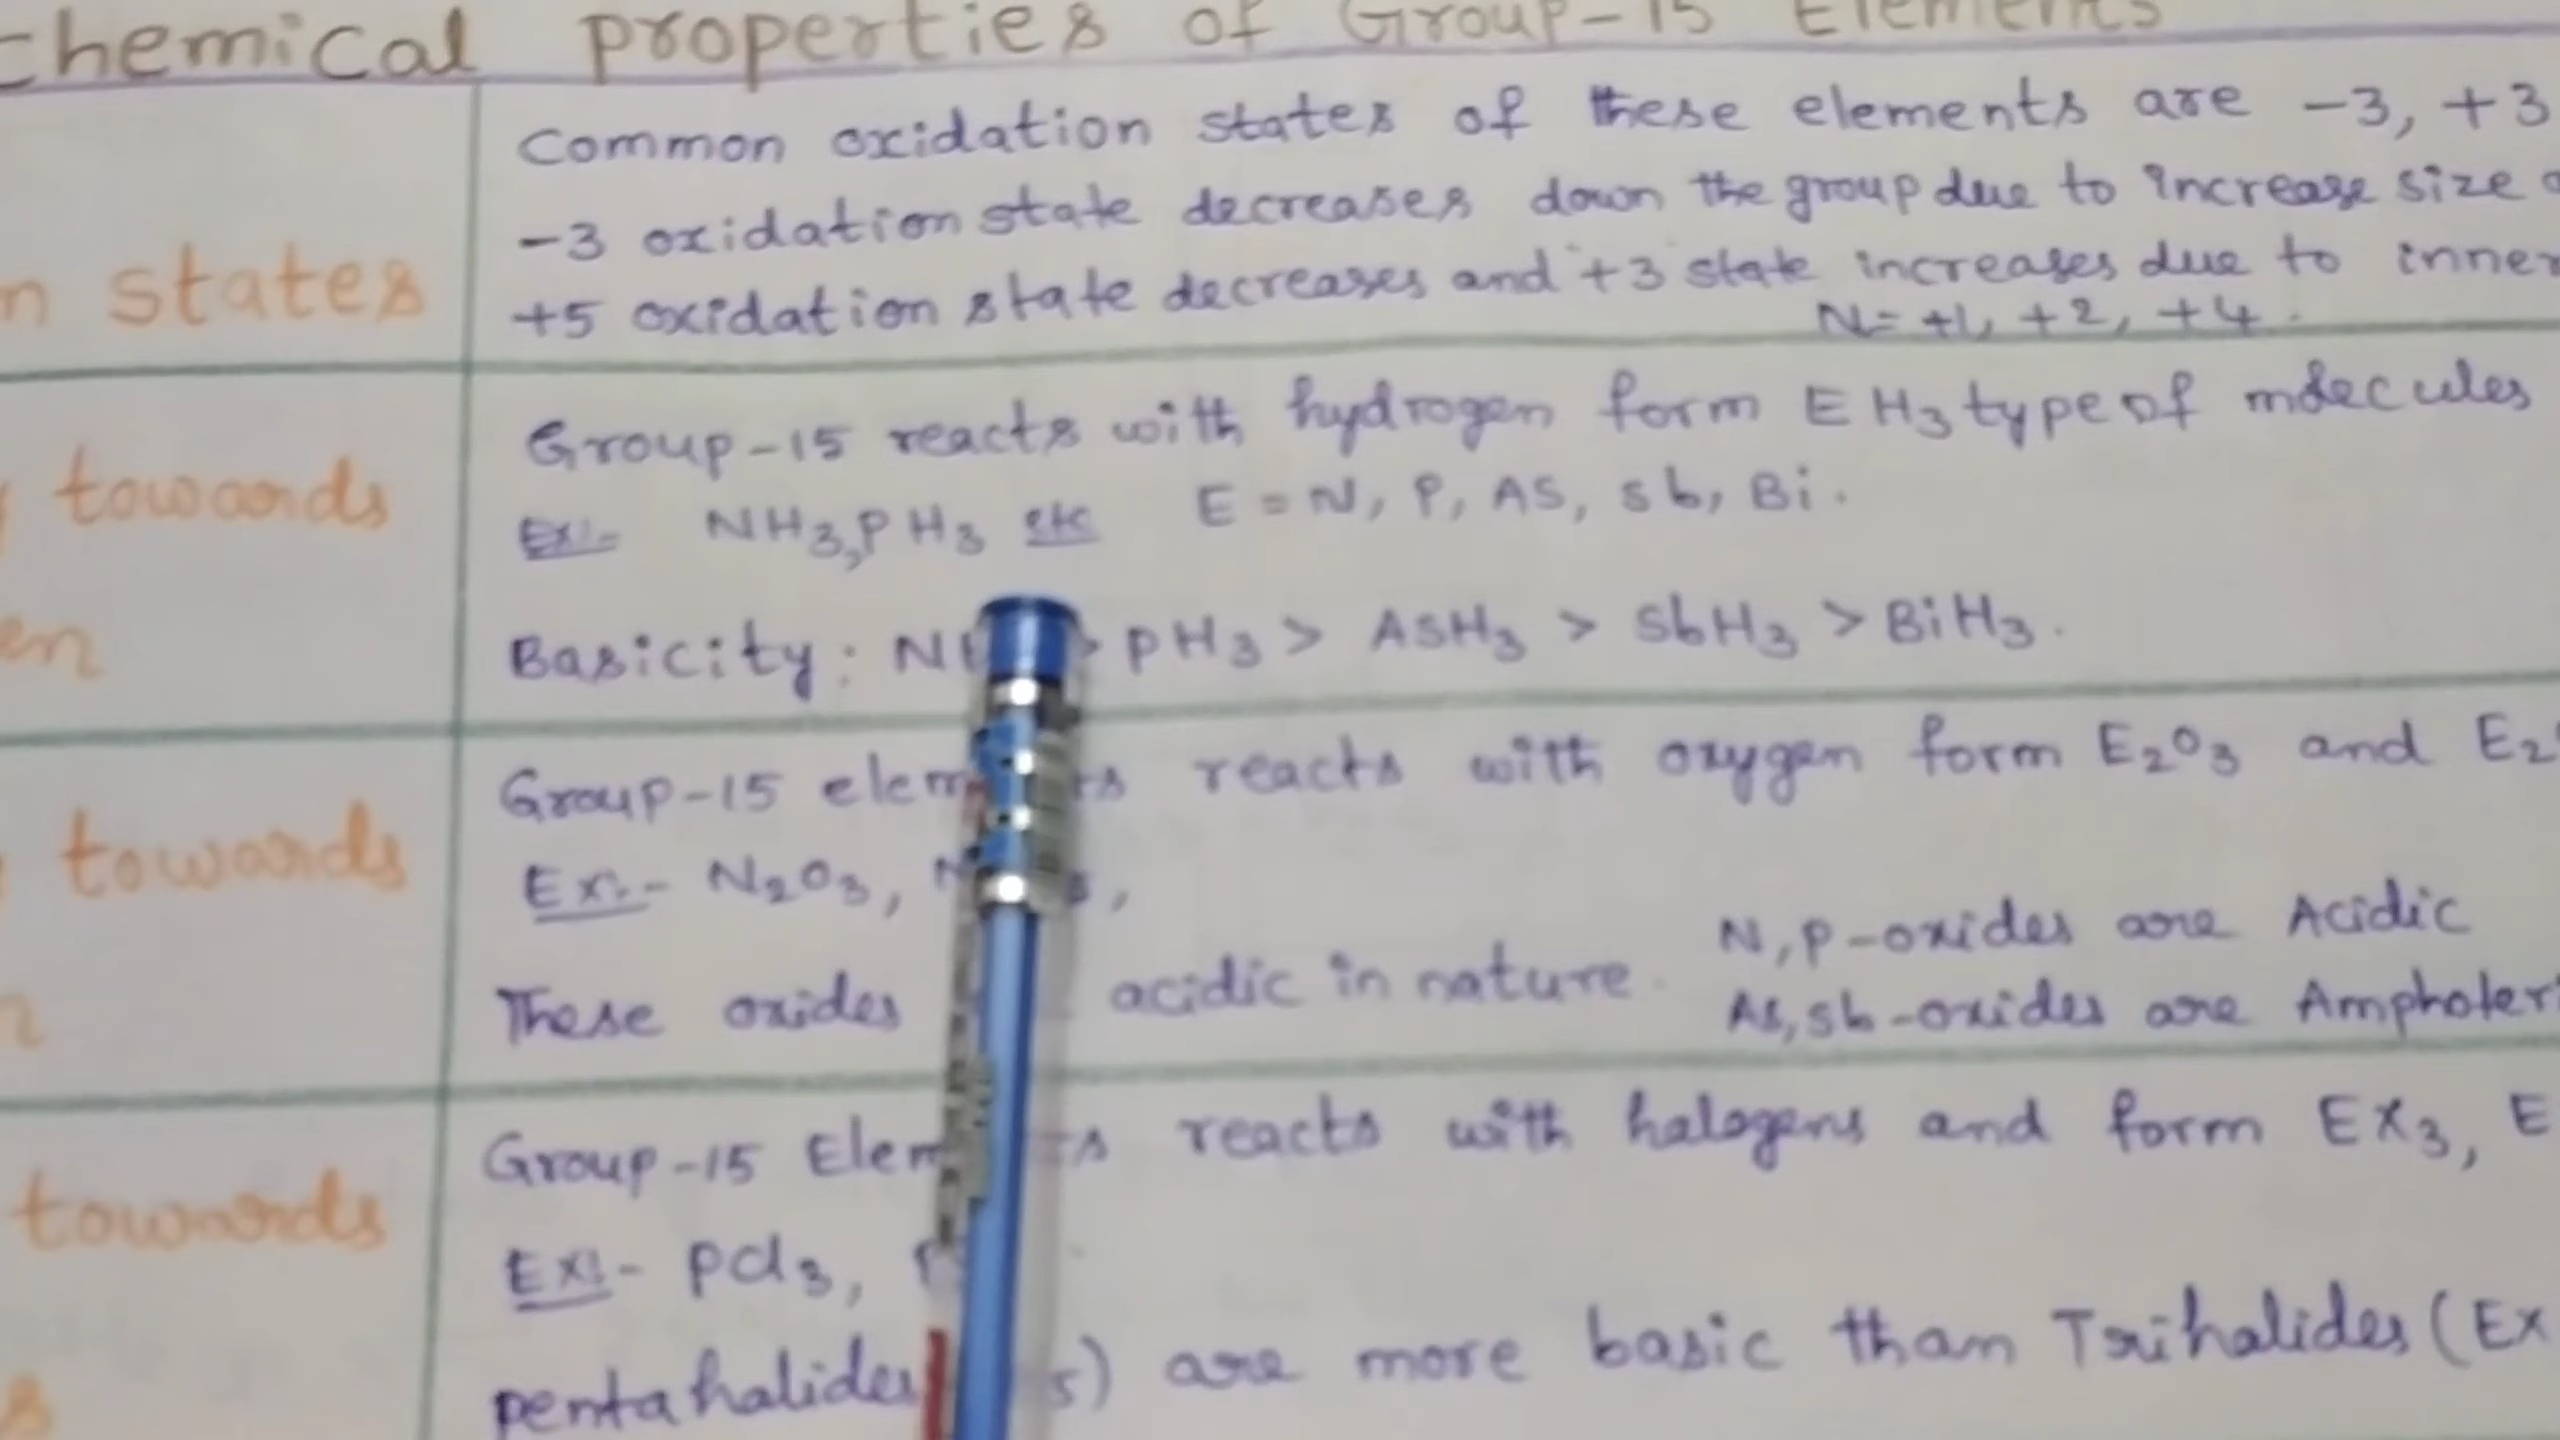 Chemical properties of Group-15 Elements
Common oxidation states of these elements are -3, +3
-3 oxidation state decreases down the group due to increase size
states
+5 oxidation state decreases and +3 state increases due to inner
N= +1, +2, +4.
Group-15 reacts with hydrogen form EH3 type of molecules
towards
Ex:- NH3, PH3 etc E = N, P, AS, Sb, Bi.
en
Basicity: > PH3 > ASH3 > SbH3 > BiH3.
Group-15 reacts with oxygen form E2O3 and
towards
Ex:- N2O3,
These oxides acidic in nature.
N, P-oxides are Acidic
As, Sb-oxides are
Group-15 reacts with halogens and form EX3,
towards
Ex:- PCl3,
pentahalides are more basic than Trihalides (EX